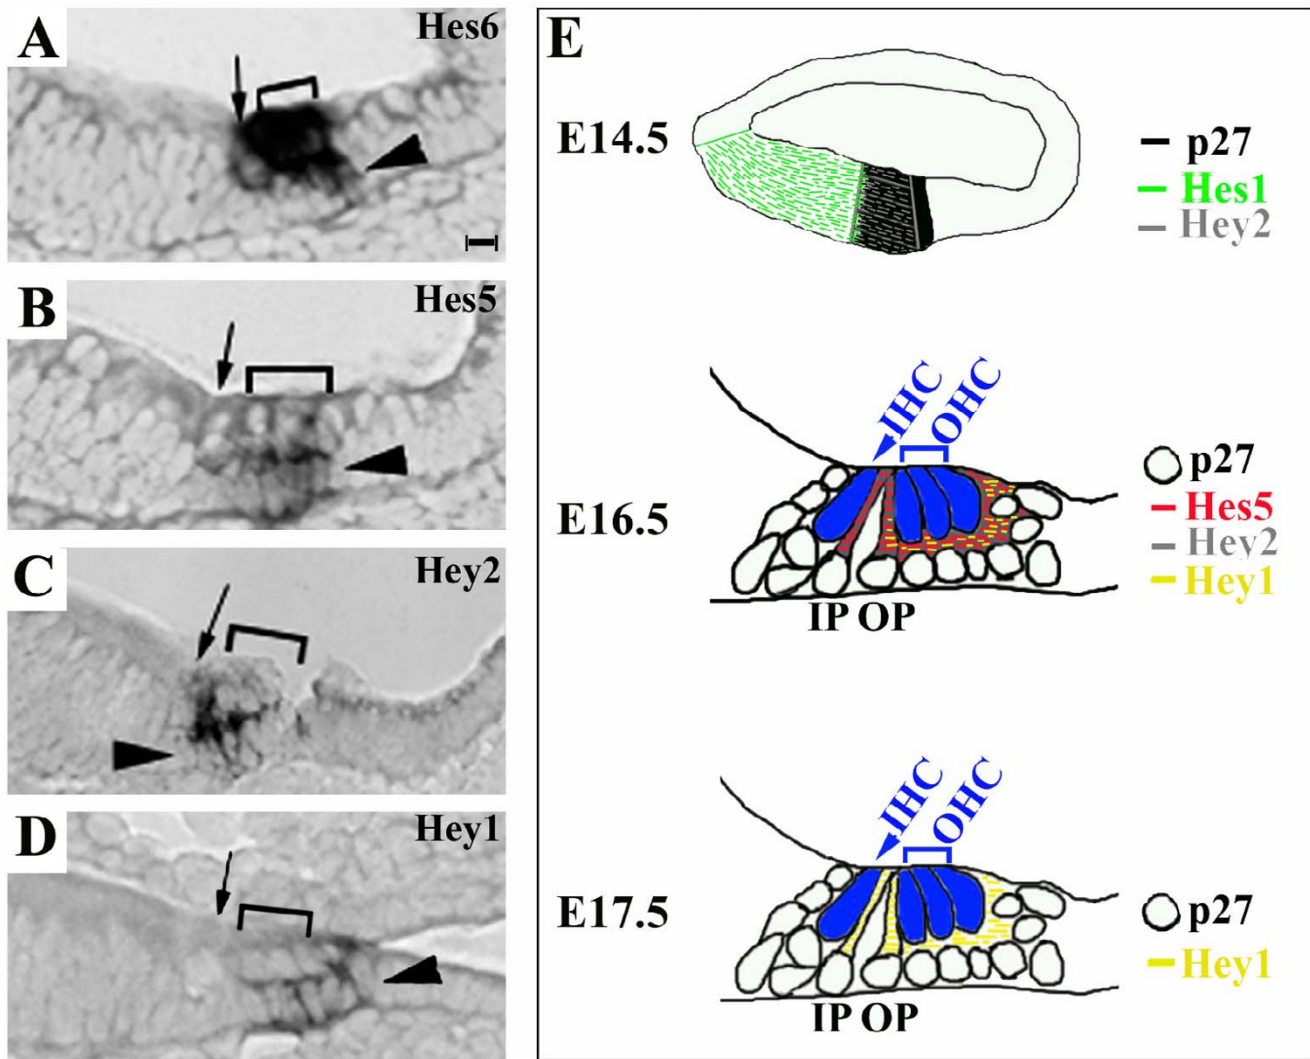 A
Hes6
B
Hes5
C
Hey2
D
Hey1
E
E14.5
p27
Hes1
Hey2
E16.5
IHC
OHC
IP OP
p27
Hes5
Hey2
Hey1
E17.5
IHC
OHC
IP OP
p27
Hey1